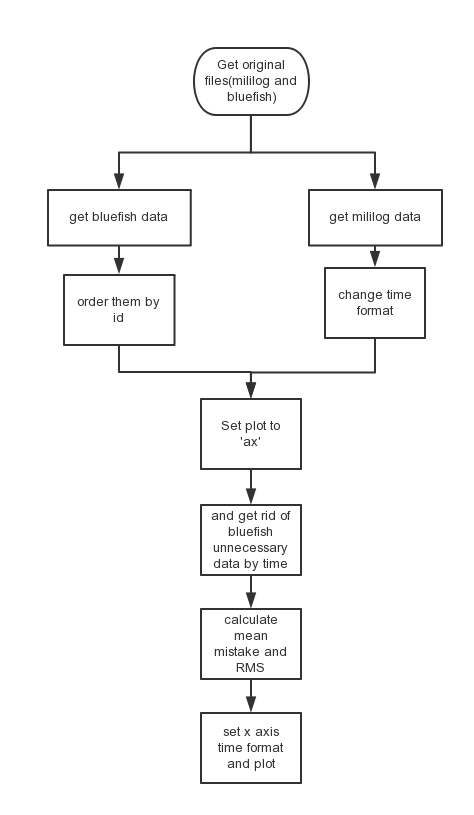 Get original
files(mililog and
bluefish)
get bluefish data
get mililog data
order them by
id
change time
format
Set plot to
'ax'
and get rid of
bluefish
unnecessary
data by time
calculate
mean
mistake and
RMS
set x axis
time format
and plot